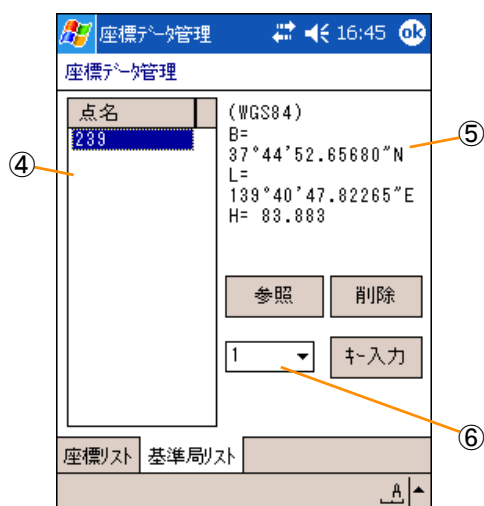 座標ﾃﾞｰﾀ管理 16:45 ok
座標ﾃﾞｰﾀ管理
点名
239
(WGS84)
B=
37°44'52.65680"N
L=
139°40'47.82265"E
H= 83.883
④
⑤
参照 削除
1 ｷｰ入力
⑥
座標ﾘｽﾄ 基準局ﾘｽﾄ
A